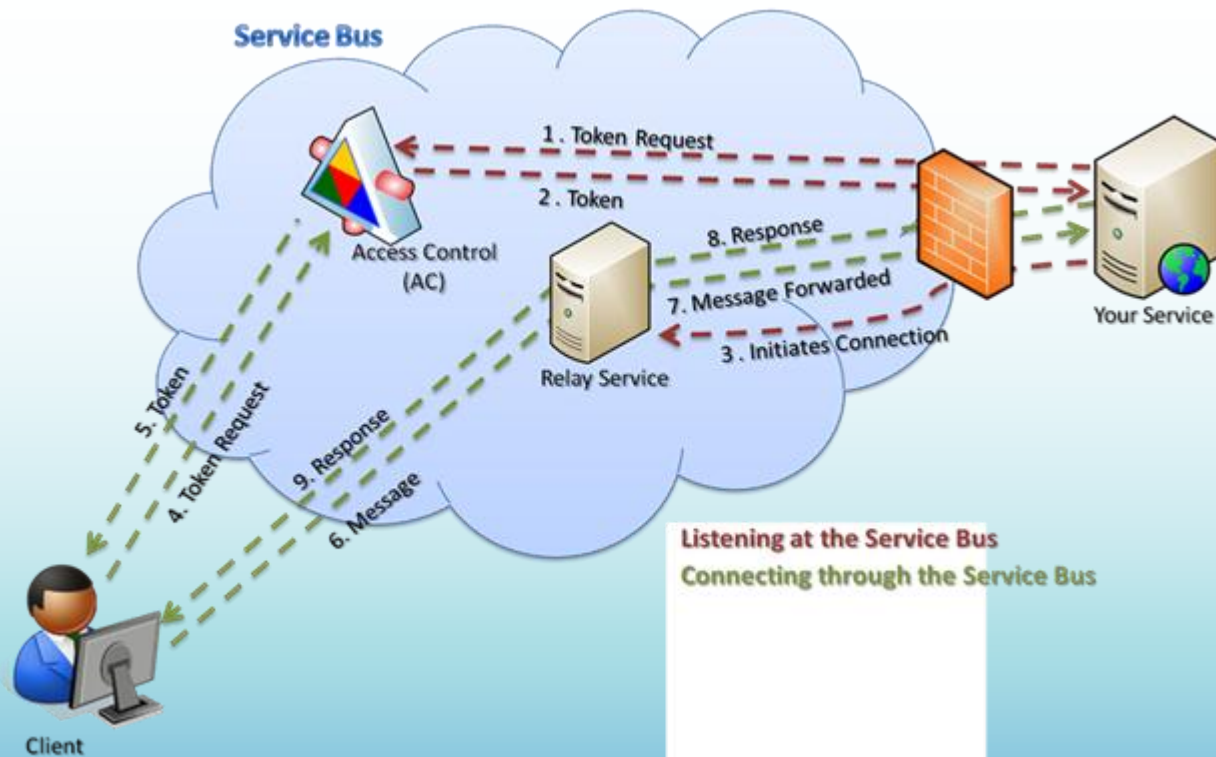 Service Bus
1 . Token Request
2 . Token
Access Control
(AC)
8. Response
7. Message Forwarded
3 . Initiates Connection
Your Service
Relay Service
5. Token
4. Token Request
9. Response
6. Message
Listening at the Service Bus
Connecting through the Service Bus
Client